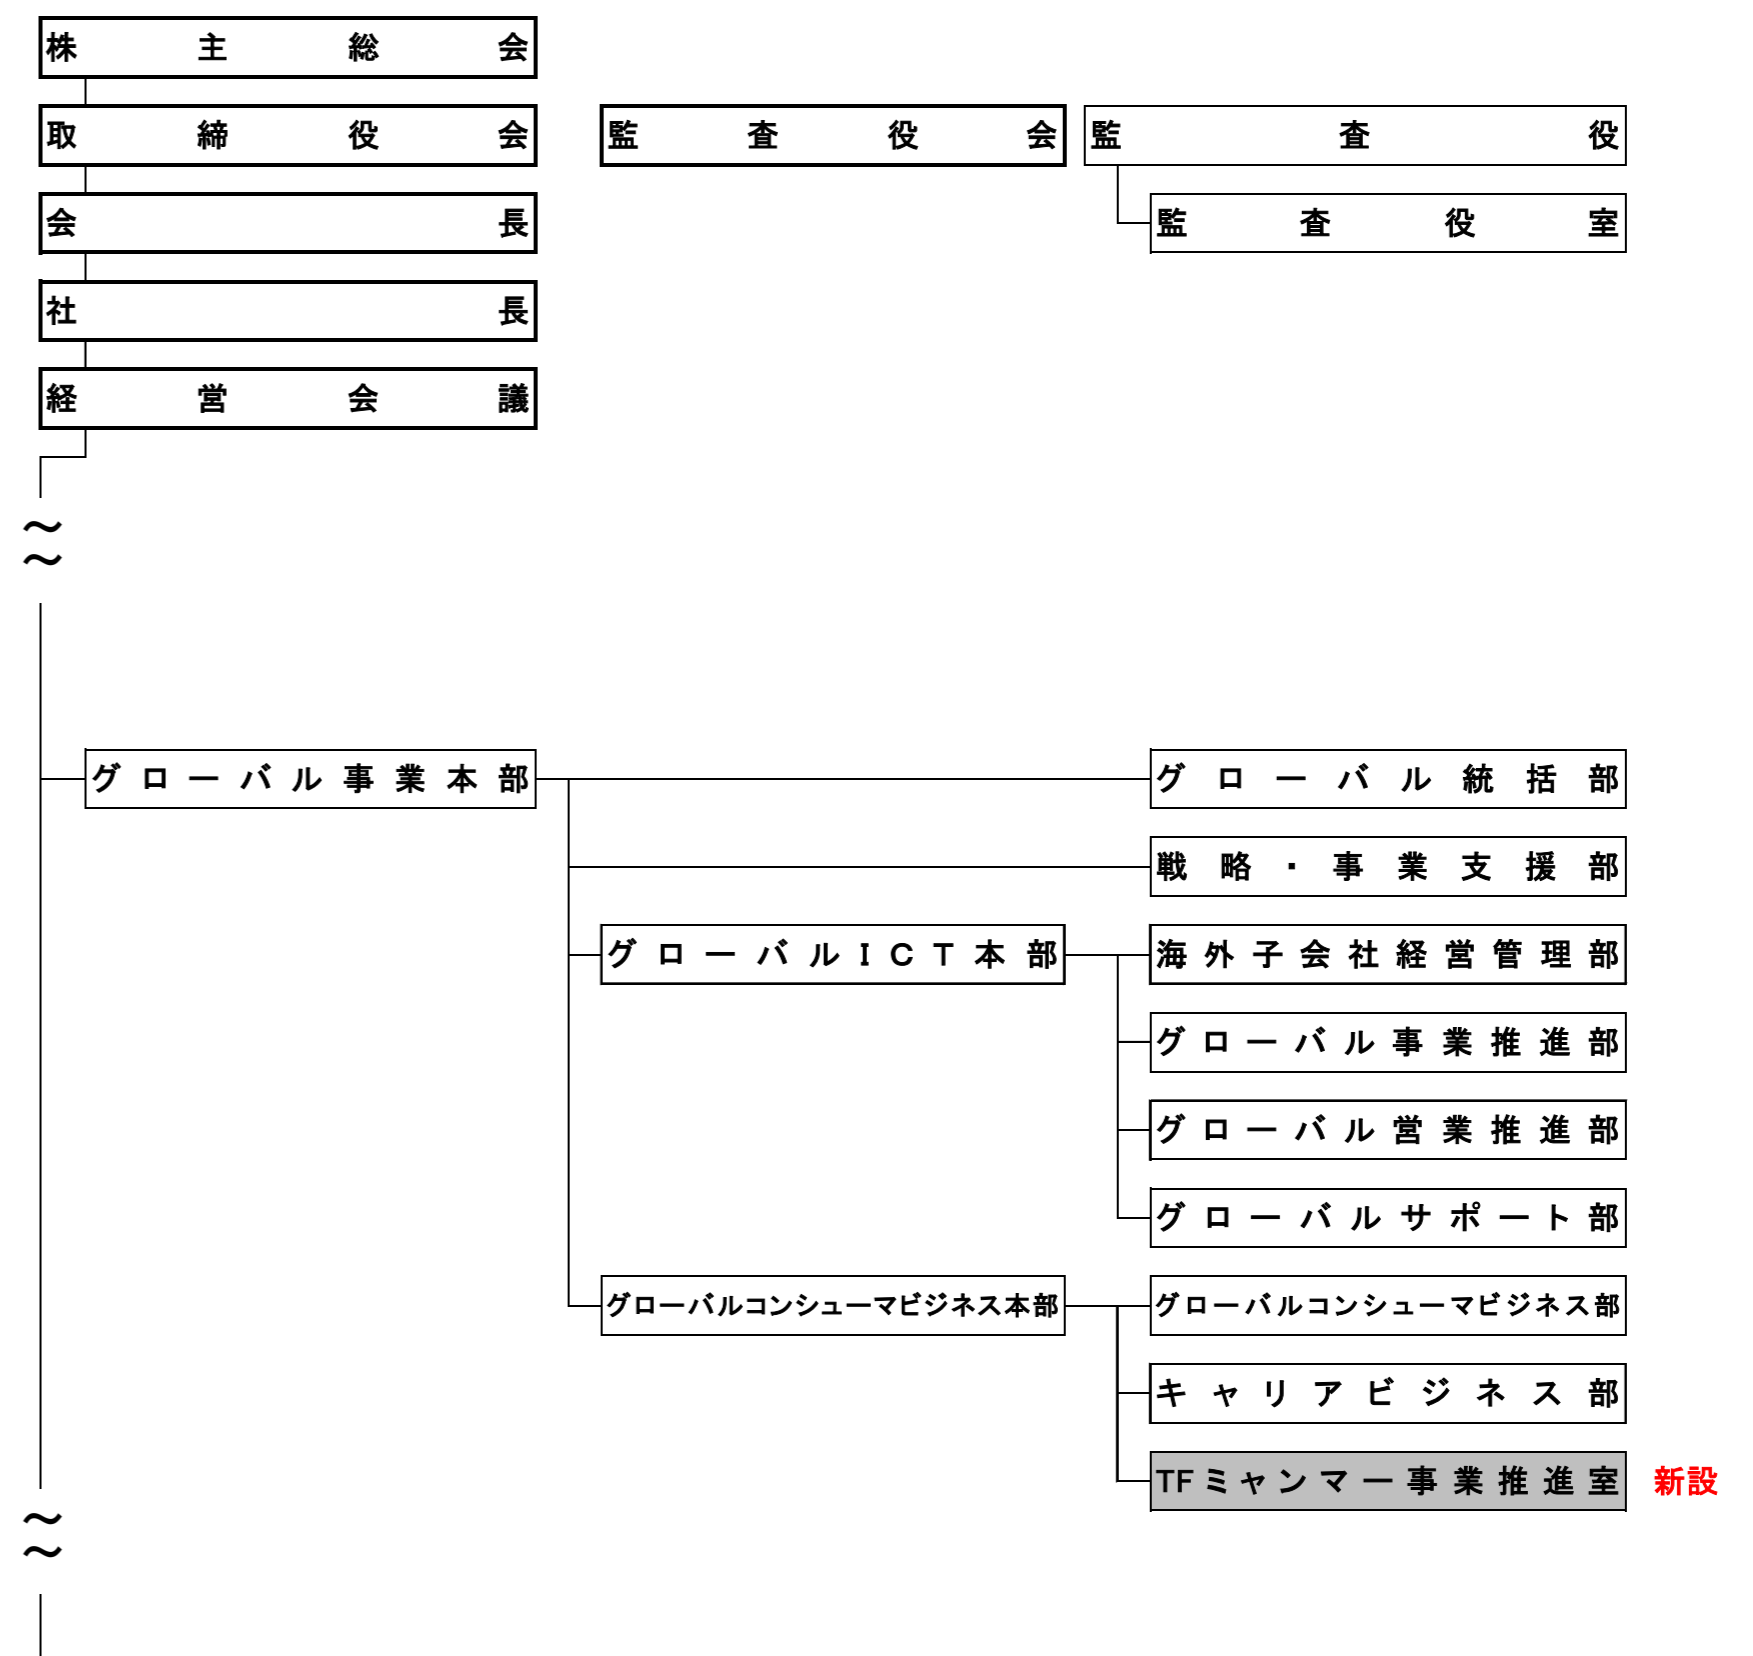 株主総会
取締役会 監査役会 監査役
会長 監査役室
社長
経営会議
～
～
グローバル事業本部 グローバル統括部
戦略・事業支援部
グローバルＩＣＴ本部 海外子会社経営管理部
グローバル事業推進部
グローバル営業推進部
グローバルサポート部
グローバルコンシューマビジネス本部 グローバルコンシューマビジネス部
キャリアビジネス部
TFミャンマー事業推進室 新設
～
～